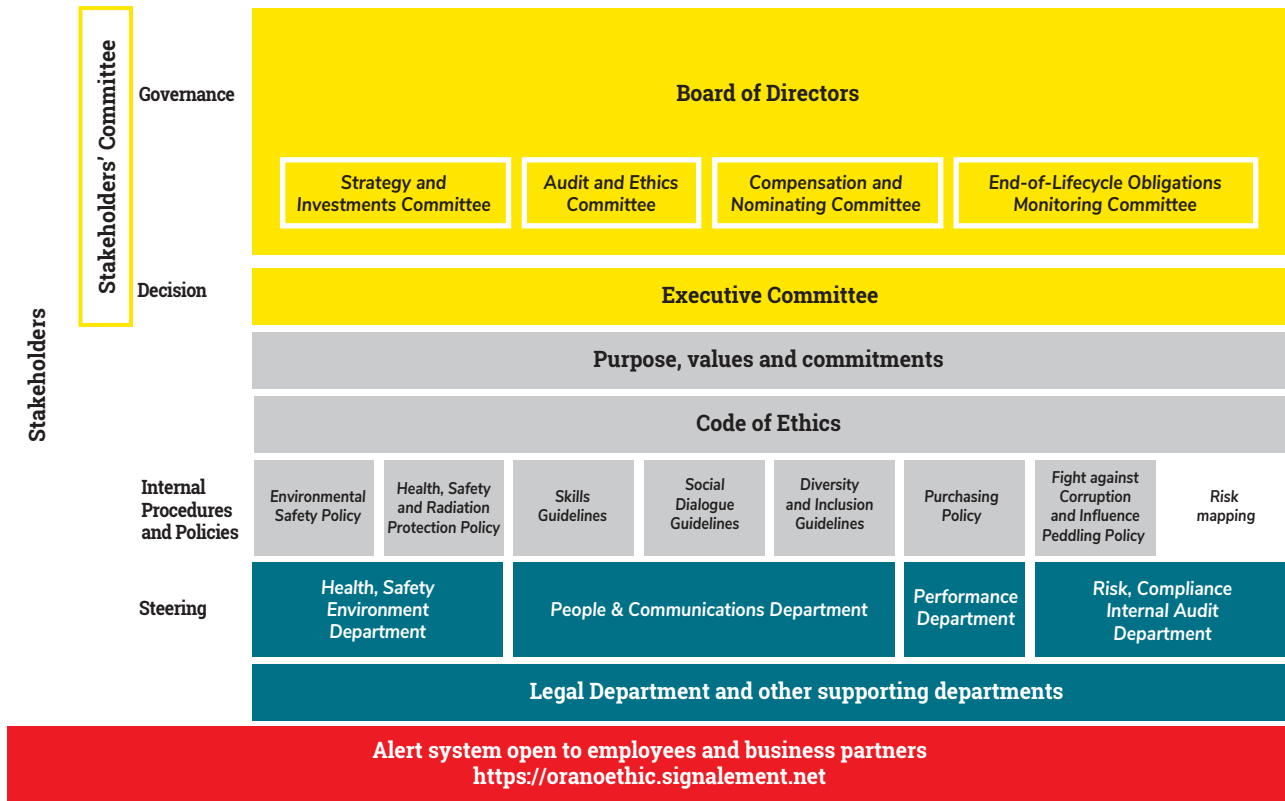 Stakeholders
Stakeholders’ Committee
Governance
Board of Directors
Strategy and
Investments Committee
Audit and Ethics
Committee
Compensation and
Nominating Committee
End-of-Lifecycle Obligations
Monitoring Committee
Decision
Executive Committee
Purpose, values and commitments
Code of Ethics
Internal
Procedures
and Policies
Environmental
Safety Policy
Health, Safety
and Radiation
Protection Policy
Skills
Guidelines
Social
Dialogue
Guidelines
Diversity
and Inclusion
Guidelines
Purchasing
Policy
Fight against
Corruption
and Influence
Peddling Policy
Risk
mapping
Steering
Health, Safety
Environment
Department
People & Communications Department
Performance
Department
Risk, Compliance
Internal Audit
Department
Legal Department and other supporting departments
Alert system open to employees and business partners
https://oranoethic.signalement.net